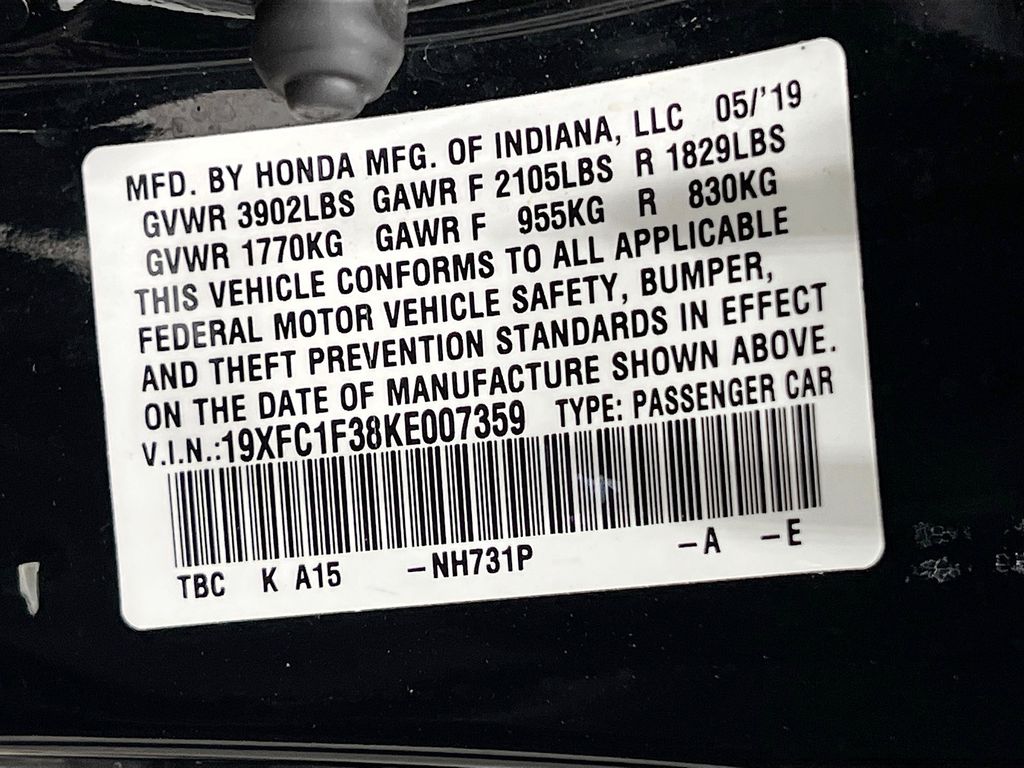 MFD. BY HONDA MFG. OF INDIANA, LLC 05/'19
GVWR 3902LBS GAWR F 2105LBS R 1829LBS
GVWR 1770KG GAWR F 955KG R 830KG
THIS VEHICLE CONFORMS TO ALL APPLICABLE
FEDERAL MOTOR VEHICLE SAFETY, BUMPER,
AND THEFT PREVENTION STANDARDS IN EFFECT
ON THE DATE OF MANUFACTURE SHOWN ABOVE.
V.I.N.:19XFC1F38KE007359 TYPE: PASSENGER CAR
TBC K A15 -NH731P -A -E